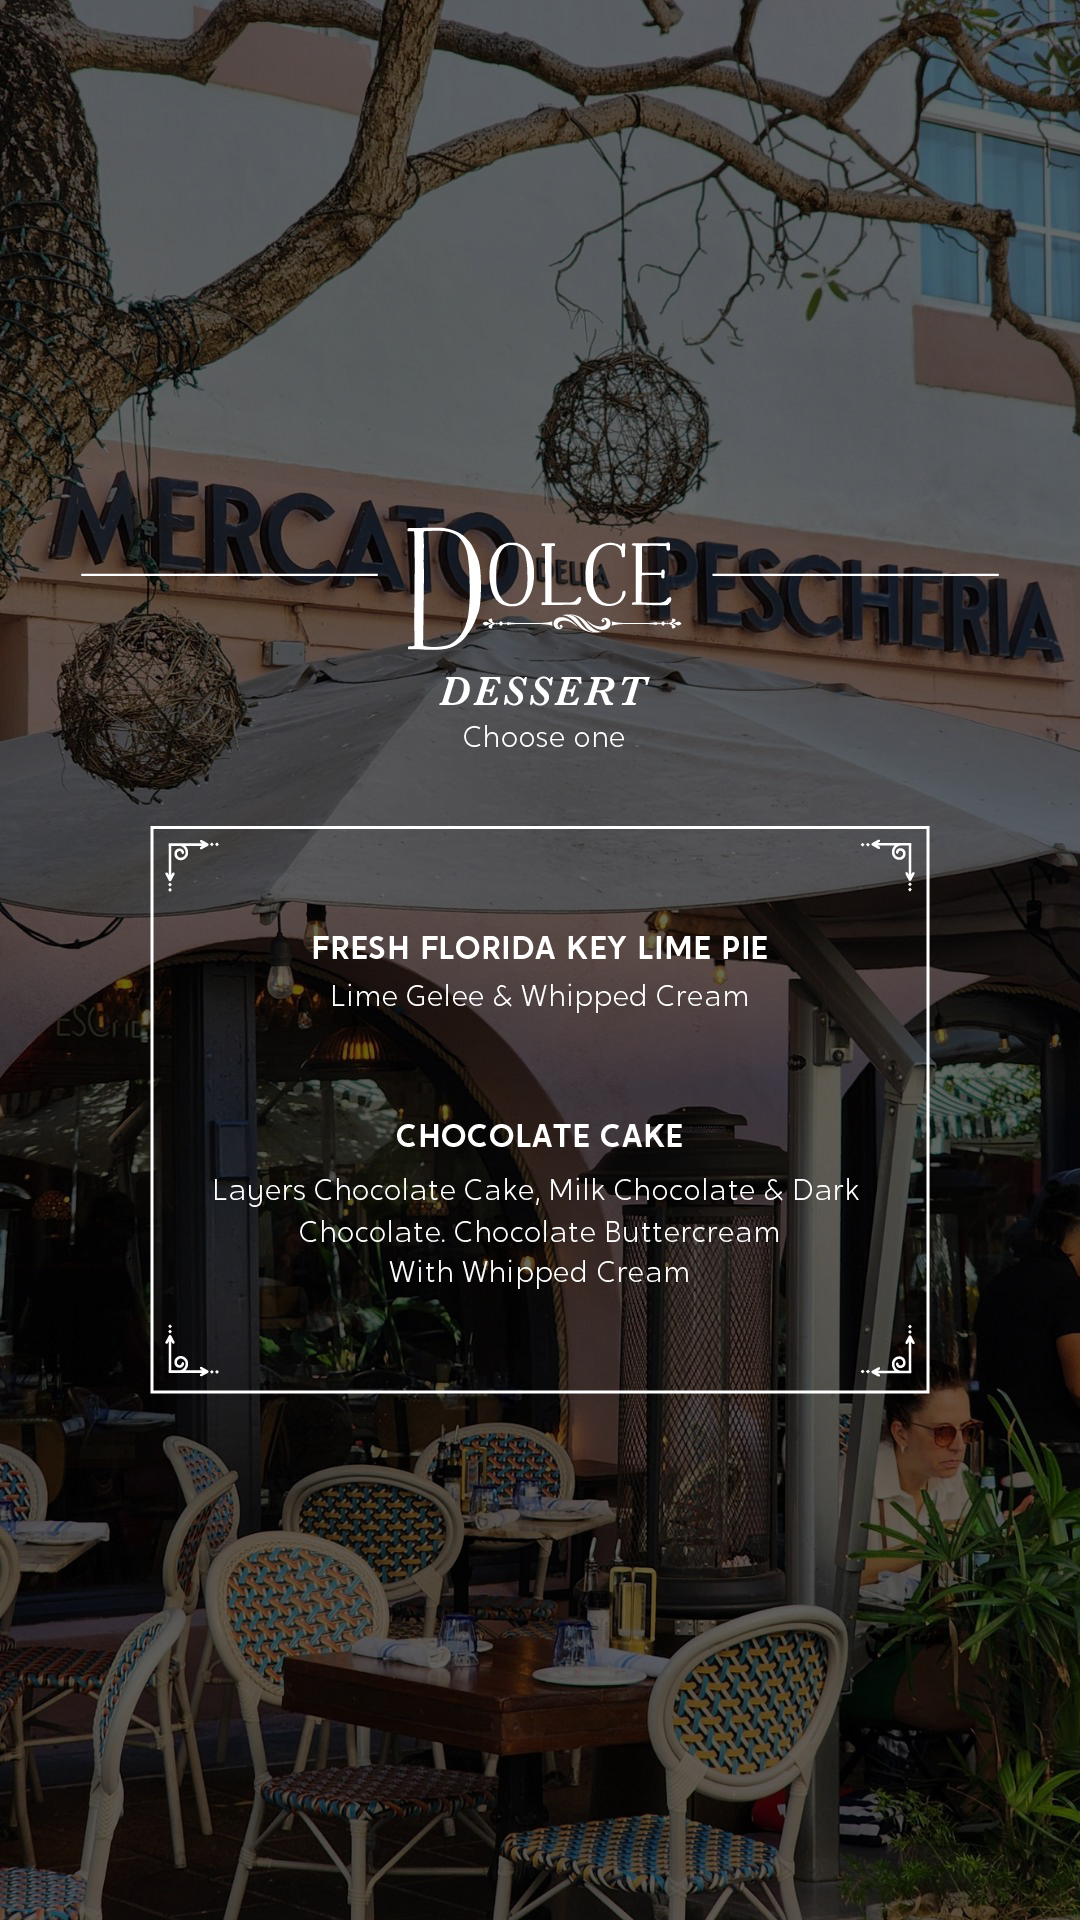 MERCATO DELLA PESCHERIA
DOLCE
DESSERT
Choose one
FRESH FLORIDA KEY LIME PIE
Lime Gelee & Whipped Cream
ESCHE
CHOCOLATE CAKE
Layers Chocolate Cake, Milk Chocolate & Dark
Chocolate. Chocolate Buttercream
With Whipped Cream